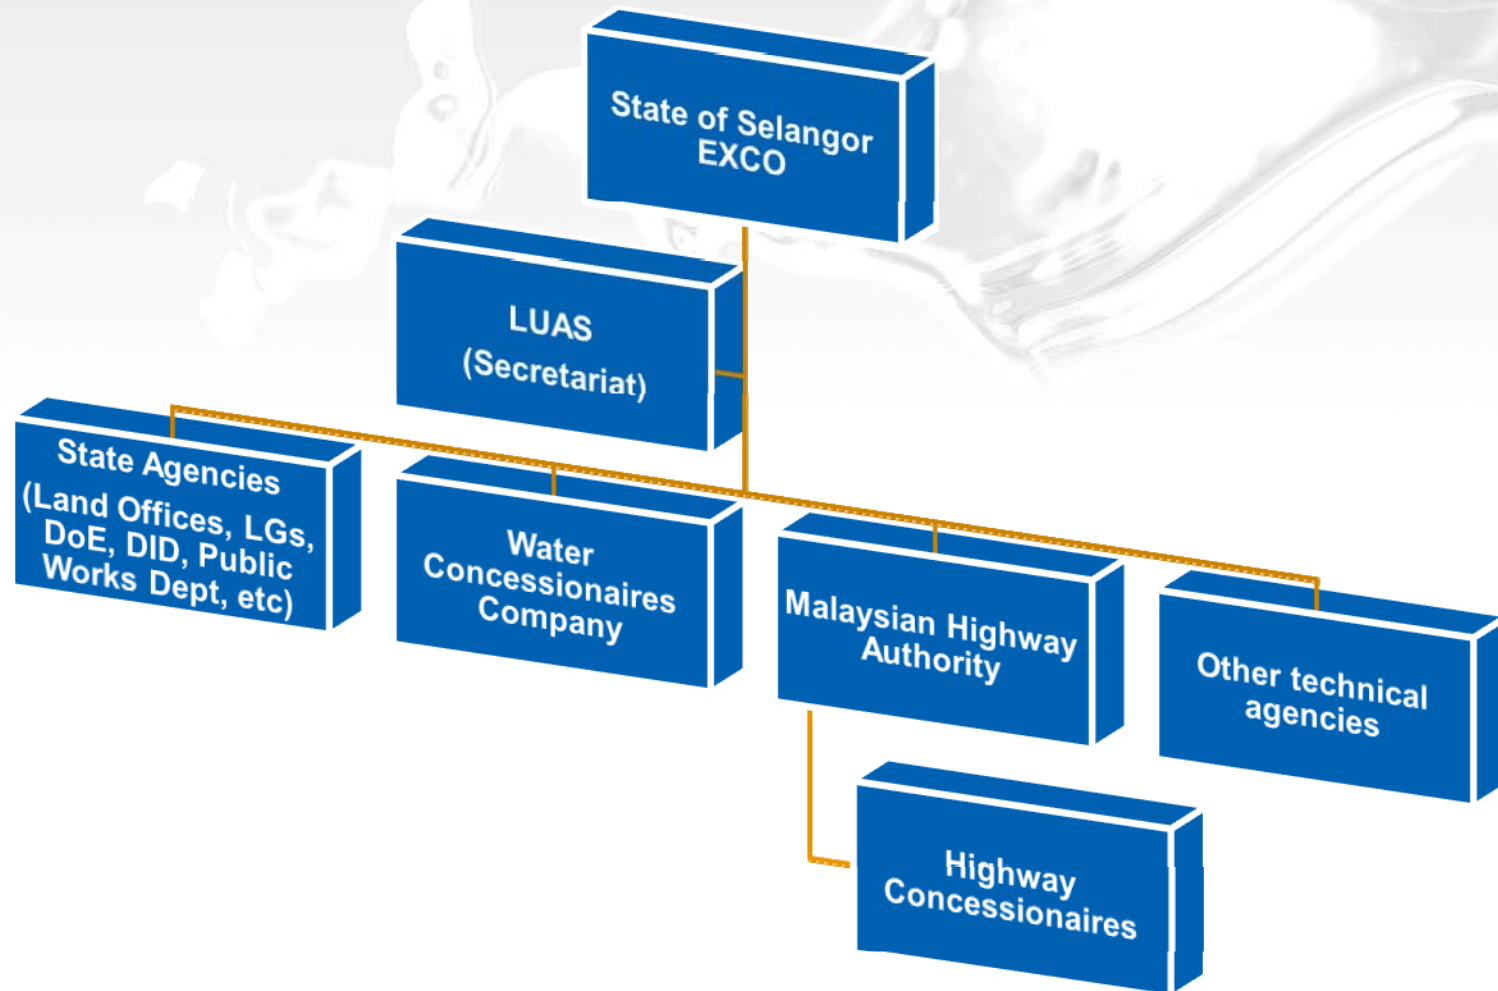 State of Selangor
EXCO
LUAS
(Secretariat)
State Agencies
(Land Offices, LGs,
DoE, DID, Public
Works Dept, etc)
Water
Concessionaires
Company
Malaysian Highway
Authority
Other technical
agencies
Highway
Concessionaires